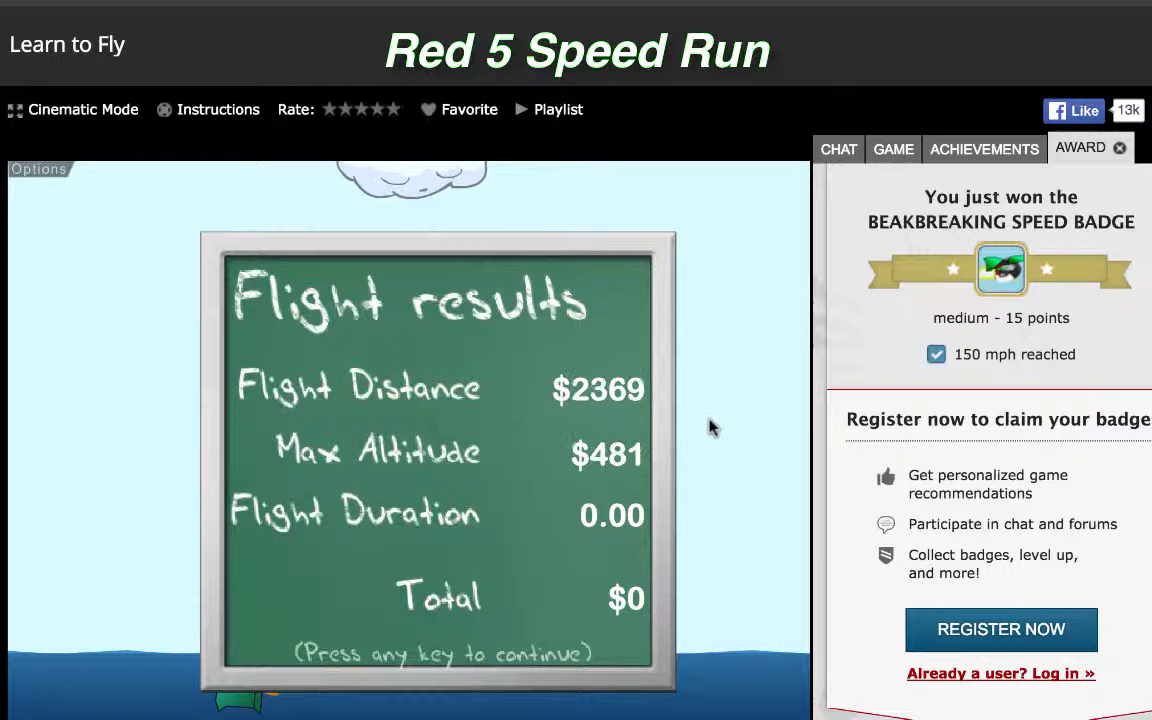 Learn to Fly
Red 5 Speed Run
Cinematic Mode Instructions Rate: Favorite Playlist
Like 13k
CHAT GAME ACHIEVEMENTS AWARD
Options
Flight results
Flight Distance $2369
Max Altitude $481
Flight Duration 0.00
Total $0
(Press any key to continue)
You just won the
BEAKBREAKING SPEED BADGE
medium - 15 points
150 mph reached
Register now to claim your badge
Get personalized game
recommendations
Participate in chat and forums
Collect badges, level up,
and more!
REGISTER NOW
Already a user? Log in »